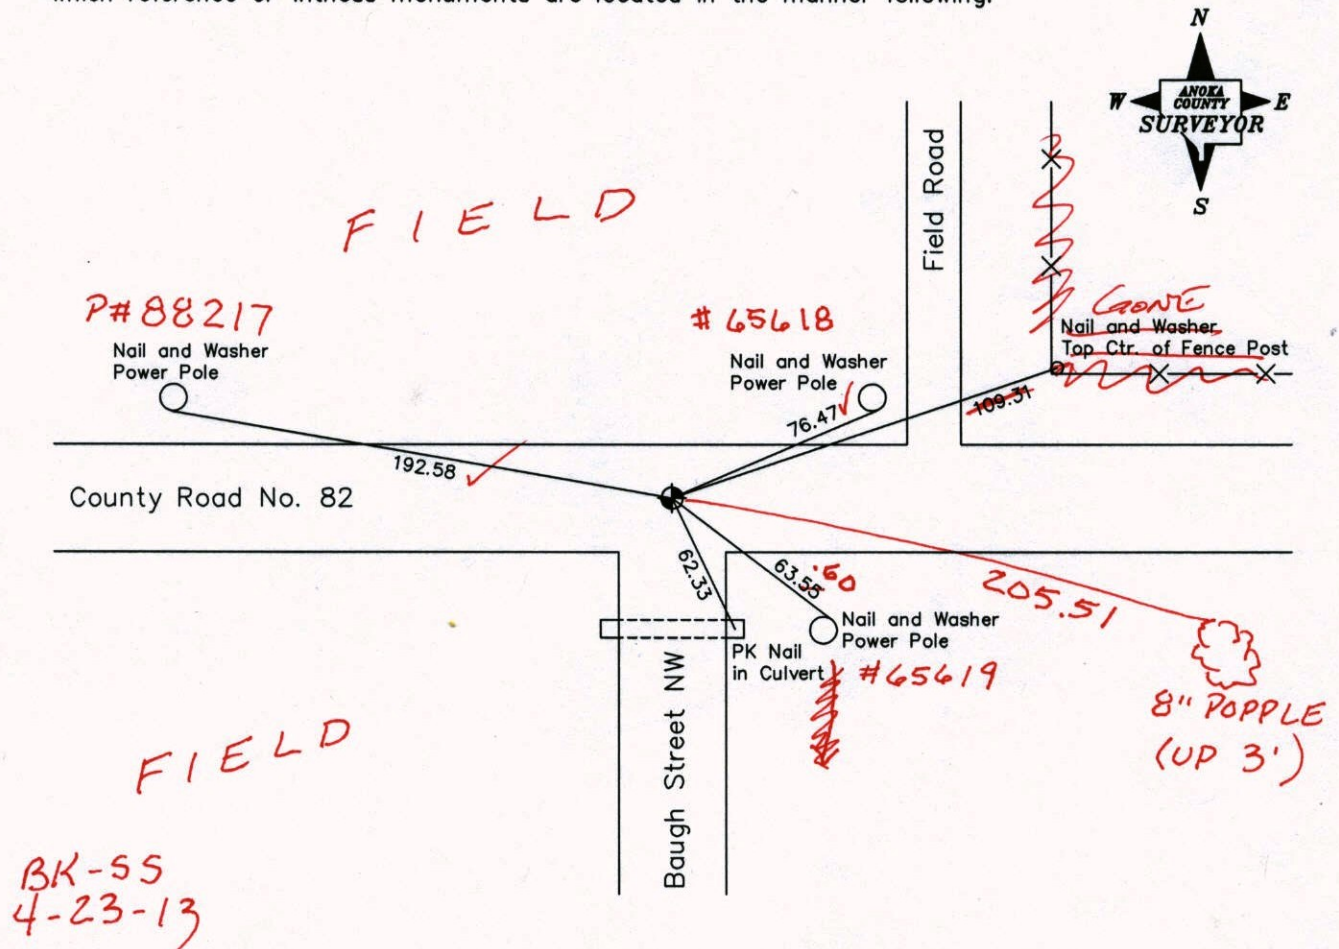 which reference or witness monuments are located in the manner following:
N
W
ANOKA
COUNTY
E
SURVEYOR
S
FIELD
Field Road
P# 88217
Nail and Washer
Power Pole
# 65618
Nail and Washer
Power Pole
GONE
Nail and Washer
Top Ctr. of Fence Post
76.47
109.31
192.58
County Road No. 82
62.33
63.55
.60
205.51
Nail and Washer
Power Pole
PK Nail
in Culvert
#65619
8" POPPLE
(UP 3')
Baugh Street NW
FIELD
BK-SS
4-23-13